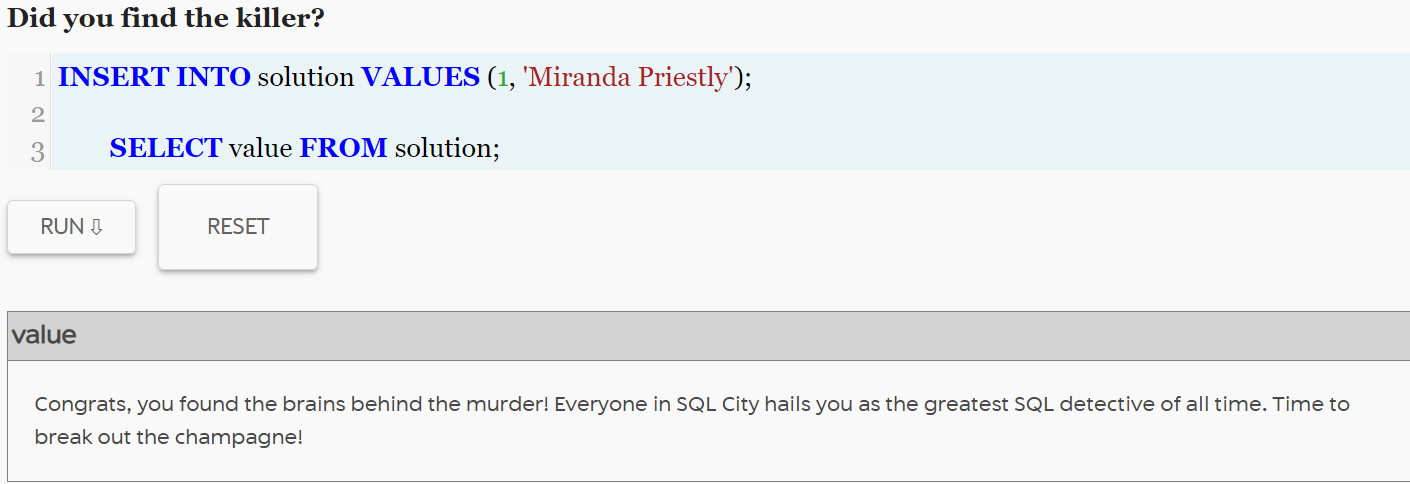 Did you find the killer?
1 INSERT INTO solution VALUES (1, 'Miranda Priestly');
2
3 SELECT value FROM solution;
RUN ⇩ RESET
value
Congrats, you found the brains behind the murder! Everyone in SQL City hails you as the greatest SQL detective of all time. Time to
break out the champagne!